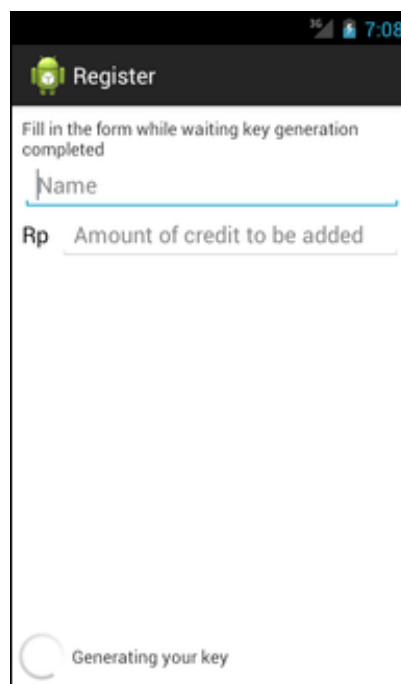 3G 7:08
Register
Fill in the form while waiting key generation
completed
Name
Rp Amount of credit to be added
Generating your key